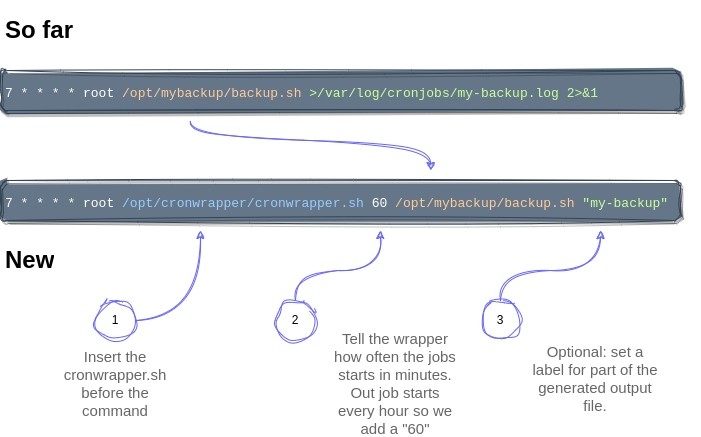 So far
7 * * * * root /opt/mybackup/backup.sh >/var/log/cronjobs/my-backup.log 2>&1
7 * * * * root /opt/cronwrapper/cronwrapper.sh 60 /opt/mybackup/backup.sh "my-backup"
New
1
2
3
Insert the
cronwrapper.sh
before the
command
Tell the wrapper
how often the jobs
starts in minutes.
Out job starts
every hour so we
add a "60"
Optional: set a
label for part of the
generated output
file.